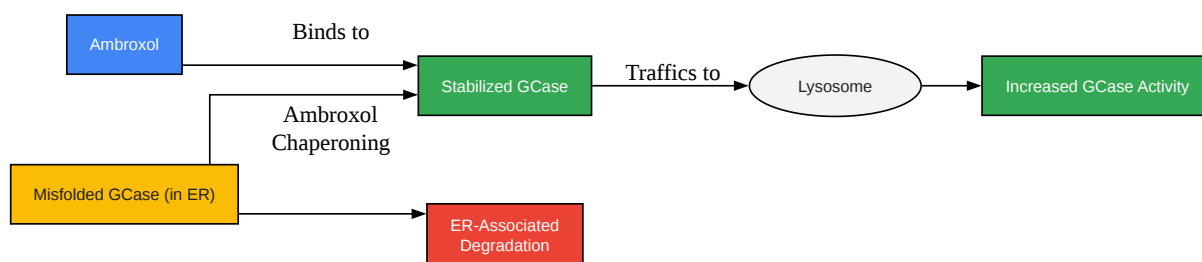 Ambroxol
Binds to
Stabilized GCase
Traffics to
Lysosome
Increased GCase Activity
Ambroxol
Chaperoning
Misfolded GCase (in ER)
ER-Associated
Degradation